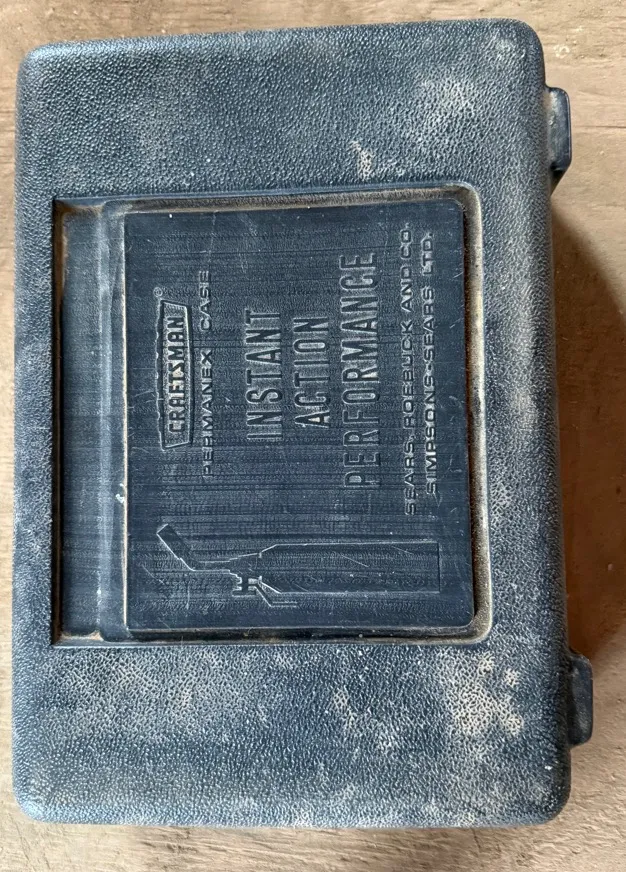 CRAFTSMAN®
PERMANEX CASE
INSTANT
ACTION
PERFORMANCE
SEARS, ROEBUCK AND CO.
SIMPSONS-SEARS LTD.